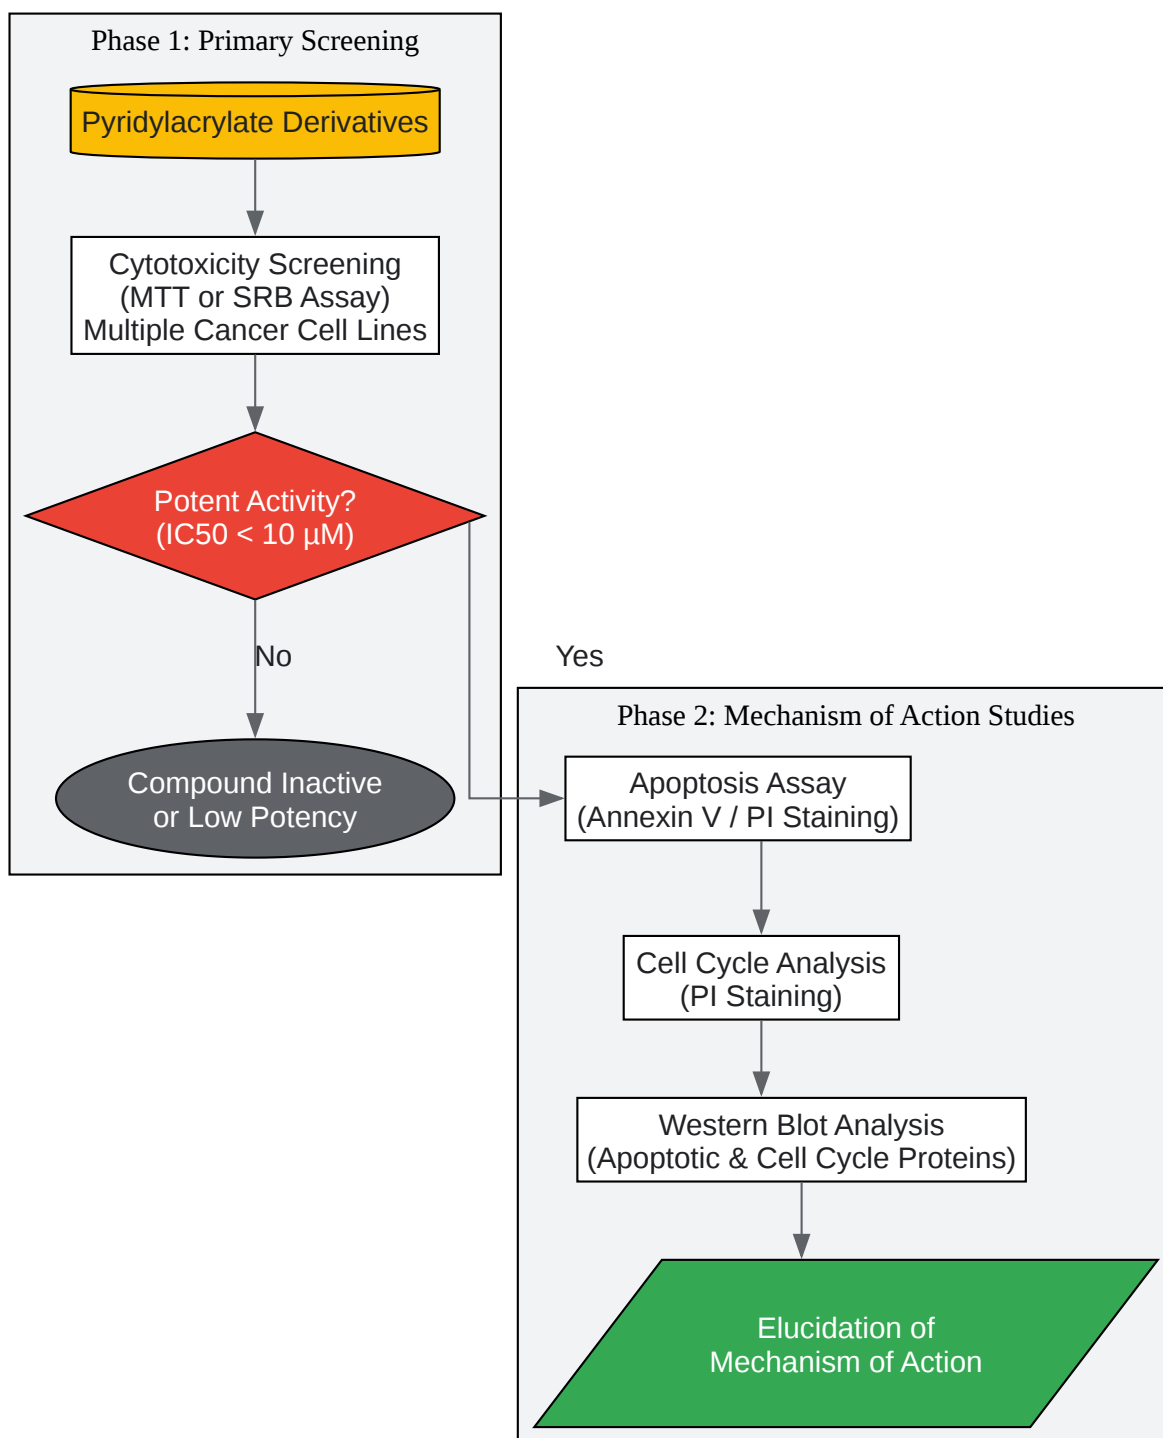 Phase 1: Primary Screening
Pyridylacrylate Derivatives
Cytotoxicity Screening
(MTT or SRB Assay)
Multiple Cancer Cell Lines
Potent Activity?
(IC50 < 10 µM)
No
Yes
Compound Inactive
or Low Potency
Phase 2: Mechanism of Action Studies
Apoptosis Assay
(Annexin V / PI Staining)
Cell Cycle Analysis
(PI Staining)
Western Blot Analysis
(Apoptotic & Cell Cycle Proteins)
Elucidation of
Mechanism of Action